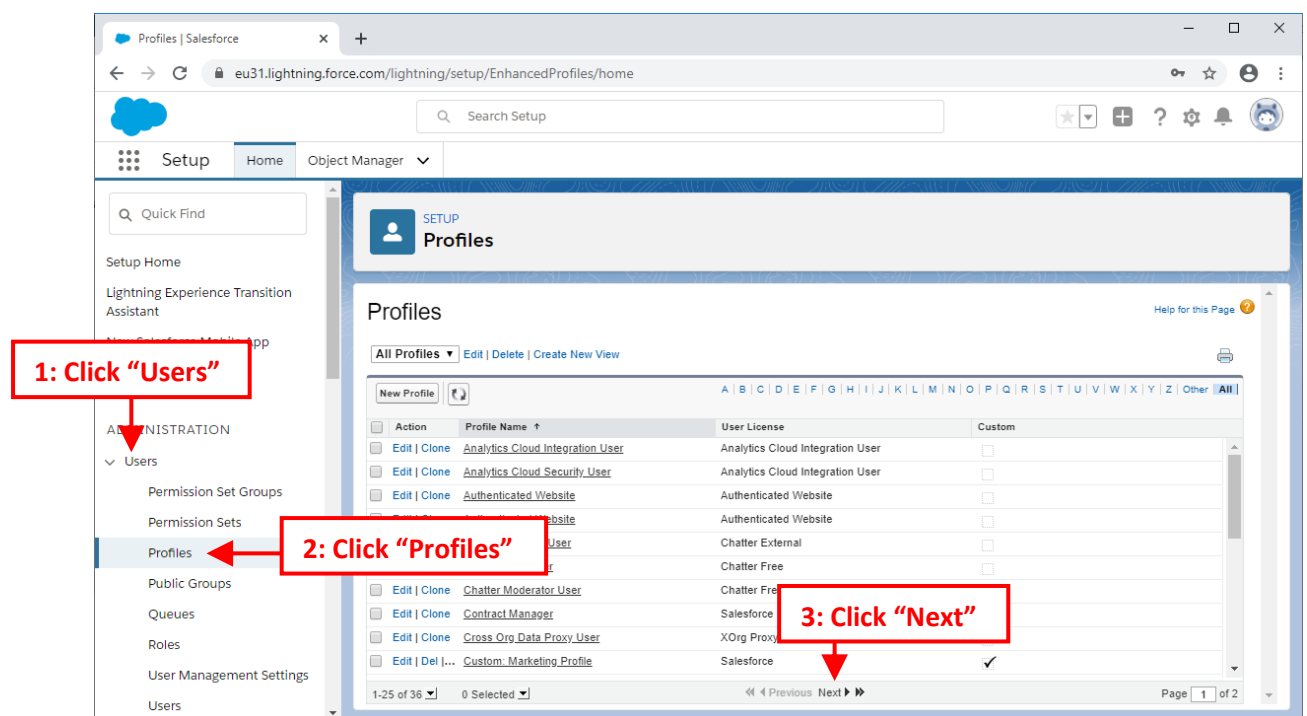 Profiles | Salesforce
eu31.lightning.force.com/lightning/setup/EnhancedProfiles/home
Search Setup
Setup Home Object Manager
Quick Find
Setup Home
Lightning Experience Transition
Assistant
App
1: Click “Users”
ADMINISTRATION
Users
Permission Set Groups
Permission Sets
Profiles
Public Groups
Queues
Roles
User Management Settings
Users
SETUP
Profiles
Profiles
Help for this Page
All Profiles Edit | Delete | Create New View
New Profile
A | B | C | D | E | F | G | H | I | J | K | L | M | N | O | P | Q | R | S | T | U | V | W | X | Y | Z | Other All
Action Profile Name ↑ User License Custom
Edit | Clone Analytics Cloud Integration User Analytics Cloud Integration User
Edit | Clone Analytics Cloud Security User Analytics Cloud Integration User
Edit | Clone Authenticated Website Authenticated Website
Authenticated Website
User Chatter External
Chatter Free
Edit | Clone Chatter Moderator User Chatter Fre
Edit | Clone Contract Manager Salesforce
Edit | Clone Cross Org Data Proxy User XOrg Proxy
Edit | Del |... Custom: Marketing Profile Salesforce ✓
2: Click “Profiles”
3: Click “Next”
1-25 of 36 0 Selected Previous Next Page 1 of 2